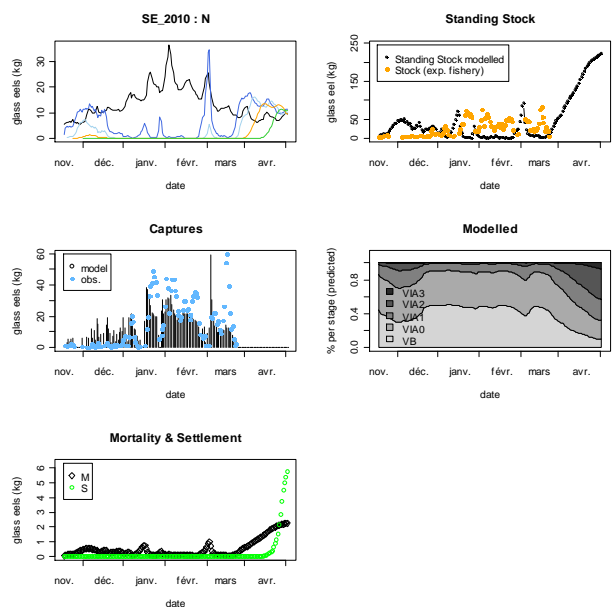 SE_2010 : N
glass eels (kg)
30
20
10
0
nov. déc. janv. févr. mars avr.
date
Standing Stock
glass eel (kg)
250
150
50
0
Standing Stock modelled
Stock (exp. fishery)
nov. déc. janv. févr. mars avr.
date
Captures
glass eels (kg)
60
40
20
0
model
obs.
nov. déc. janv. févr. mars avr.
date
Modelled
% per stage (predicted)
0.8
0.4
0.0
VIA3
VIA2
VIA1
VIA0
VB
nov. déc. janv. févr. mars avr.
date
Mortality & Settlement
glass eels (kg)
6
5
4
3
2
1
0
M
S
nov. déc. janv. févr. mars avr.
date